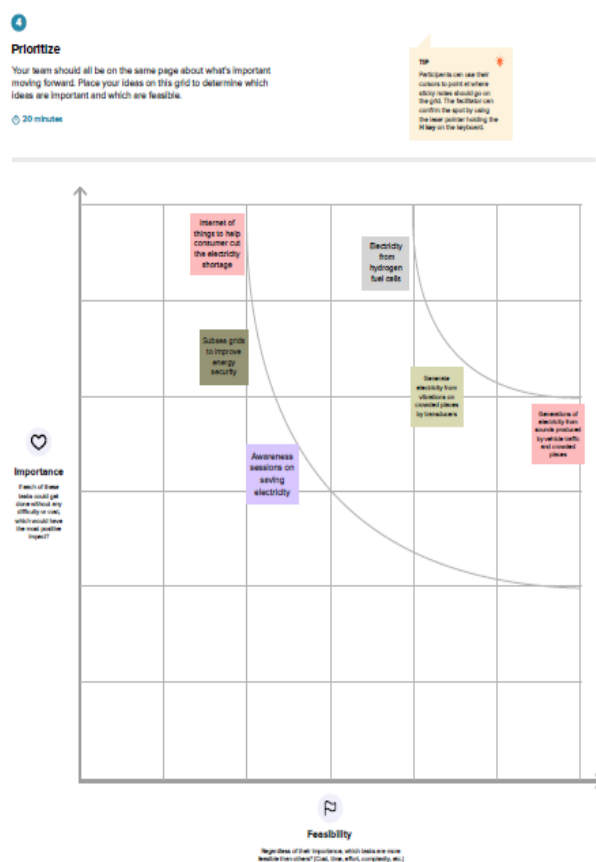 4
Prioritize
Your team should all be on the same page about what's important
moving forward. Place your ideas on this grid to determine which
ideas are important and which are feasible.
20 minutes
TIP
Participants can use their
cursors to point at where
sticky notes should go on
the grid. The facilitator can
confirm the spot by using
the laser pointer holding the
H key on the keyboard.
Internet of
things to help
consumer cut
the electricity
shortage
Electricity
from
hydrogen
fuel cells
Subses grids
to improve
energy
security
Generate
electricity from
vibrations on
crowded places
by transducers
Generations of
electricity from
sounds produced
by vehicle traffic
and crowded
places
Awareness
sessions on
saving
electricity
Importance
If each of these
tasks could get
done without any
difficulty or cost,
which would have
the most positive
impact?
Feasibility
Regardless of their importance, which tasks are more
feasible than others? (Cost, time, effort, complexity, etc.)